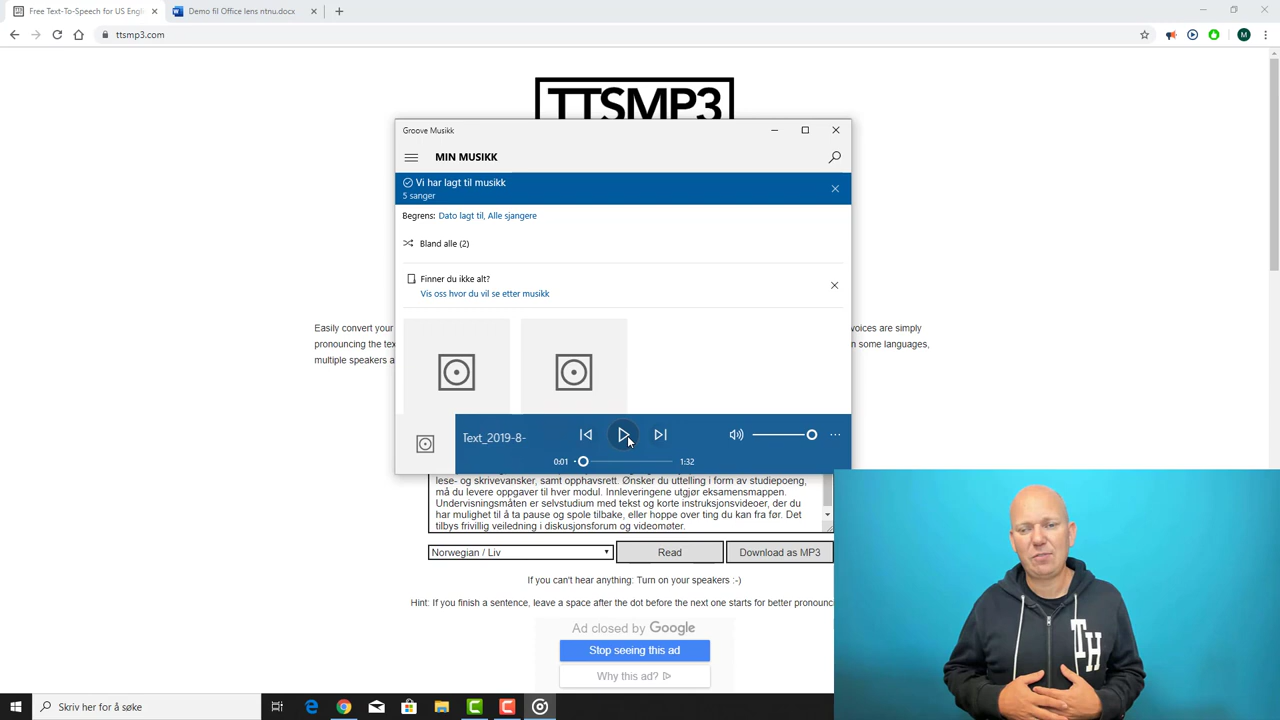 Free Text-To-Speech for US Engl
Demo fil Office lens ntnu.docx
ttsmp3.com
M
TTSMP3
Groove Musikk
MIN MUSIKK
Vi har lagt til musikk
5 sanger
Begrens: Dato lagt til, Alle sjangere
Bland alle (2)
Finner du ikke alt?
Vis oss hvor du vil se etter musikk
Easily convert your
voices are simply
pronouncing the tex
n some languages,
multiple speakers a
Text_2019-8-
0:01
1:32
lese- og skrivevansker, samt opphavsrett. Ønsker du uttelling i form av studiepoeng,
må du levere oppgaver til hver modul. Innleveringene utgjør eksamensmappen.
Undervisningsmåten er selvstudium med tekst og korte instruksjonsvideoer, der du
har mulighet til å ta pause og spole tilbake, eller hoppe over ting du kan fra før. Det
tilbys frivillig veiledning i diskusjonsforum og videomøter.
Norwegian / Liv
Read
Download as MP3
If you can't hear anything: Turn on your speakers :-)
Hint: If you finish a sentence, leave a space after the dot before the next one starts for better pronounc
Ad closed by Google
Stop seeing this ad
Why this ad?
TH
Skriv her for å søke